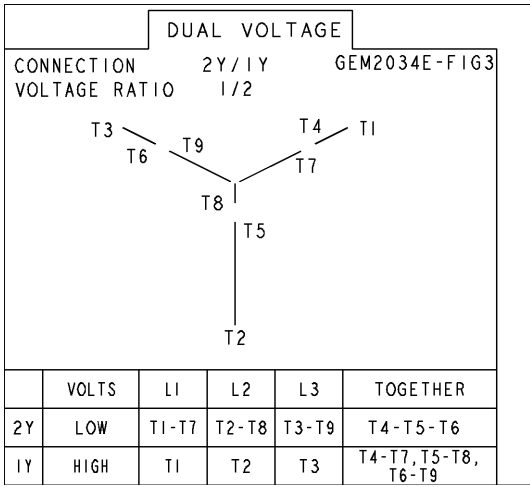 DUAL VOLTAGE
CONNECTION 2Y/1Y GEM2034E-FIG3
VOLTAGE RATIO 1/2
T3 T4 T1
T6 T9 T7
T8
T5
T2
VOLTS L1 L2 L3 TOGETHER
2Y LOW T1-T7 T2-T8 T3-T9 T4-T5-T6
1Y HIGH T1 T2 T3 T4-T7, T5-T8,
T6-T9